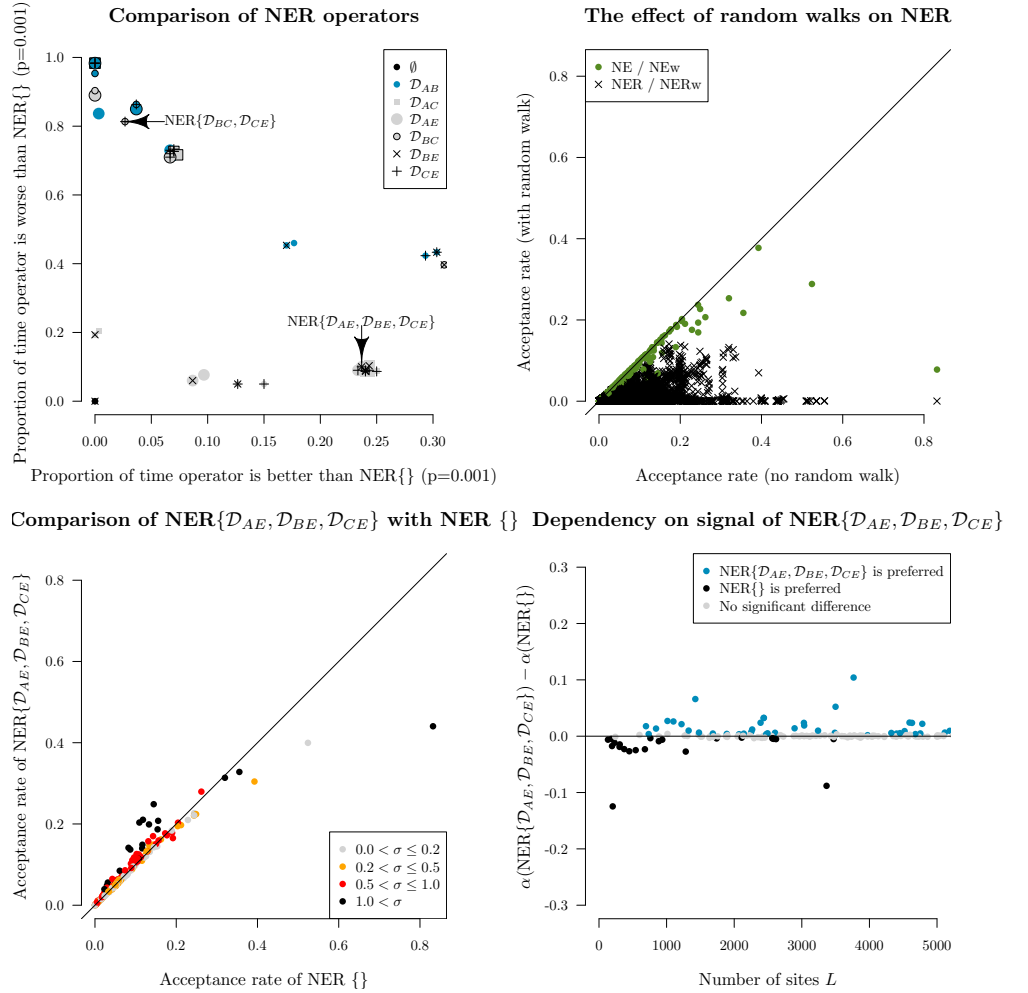 Comparison of NER operators
Proportion of time operator is worse than NER{} (p=0.001)
1.0
0.8
0.6
0.4
0.2
0.0
∅
𝒟_AB
𝒟_AC
𝒟_AE
𝒟_BC
𝒟_BE
𝒟_CE
NER{𝒟_BC, 𝒟_CE}
NER{𝒟_AE, 𝒟_BE, 𝒟_CE}
0.00 0.05 0.10 0.15 0.20 0.25 0.30
Proportion of time operator is better than NER{} (p=0.001)
The effect of random walks on NER
Acceptance rate (with random walk)
0.8
0.6
0.4
0.2
0.0
NE / NEw
NER / NERw
0.0 0.2 0.4 0.6 0.8
Acceptance rate (no random walk)
Comparison of NER{𝒟_AE, 𝒟_BE, 𝒟_CE} with NER {}
Acceptance rate of NER{𝒟_AE, 𝒟_BE, 𝒟_CE}
0.8
0.6
0.4
0.2
0.0
0.0 < σ ≤ 0.2
0.2 < σ ≤ 0.5
0.5 < σ ≤ 1.0
1.0 < σ
0.0 0.2 0.4 0.6 0.8
Acceptance rate of NER {}
Dependency on signal of NER{𝒟_AE, 𝒟_BE, 𝒟_CE}
α(NER{𝒟_AE, 𝒟_BE, 𝒟_CE}) − α(NER{})
0.3
0.2
0.1
0.0
-0.1
-0.2
-0.3
NER{𝒟_AE, 𝒟_BE, 𝒟_CE} is preferred
NER{} is preferred
No significant difference
0 1000 2000 3000 4000 5000
Number of sites L